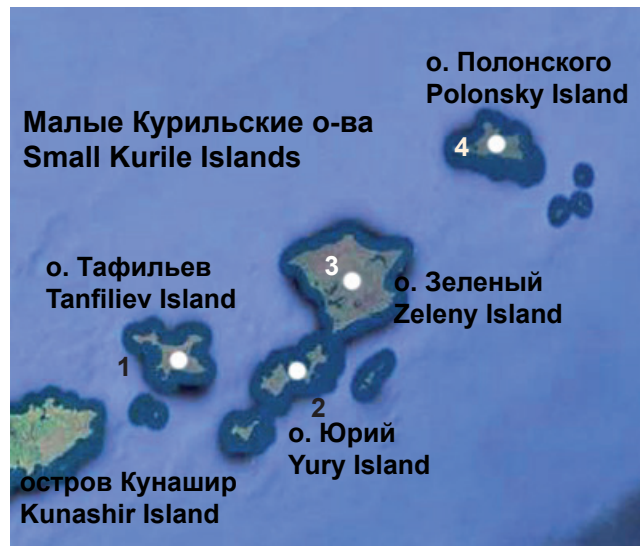 о. Полонского
Polonsky Island
Малые Курильские о-ва
Small Kurile Islands
4
о. Тафильев
Tanfiliev Island
3
о. Зеленый
Zeleny Island
1
2
о. Юрий
Yury Island
остров Кунашир
Kunashir Island